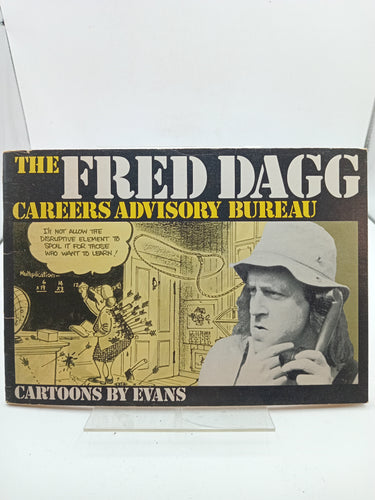 THE FRED DAGG
CAREERS ADVISORY BUREAU
I'LL NOT ALLOW THE
DISRUPTIVE ELEMENT TO
SPOIL IT FOR THOSE
WHO WANT TO LEARN!
Multiplication
CARTOONS BY EVANS